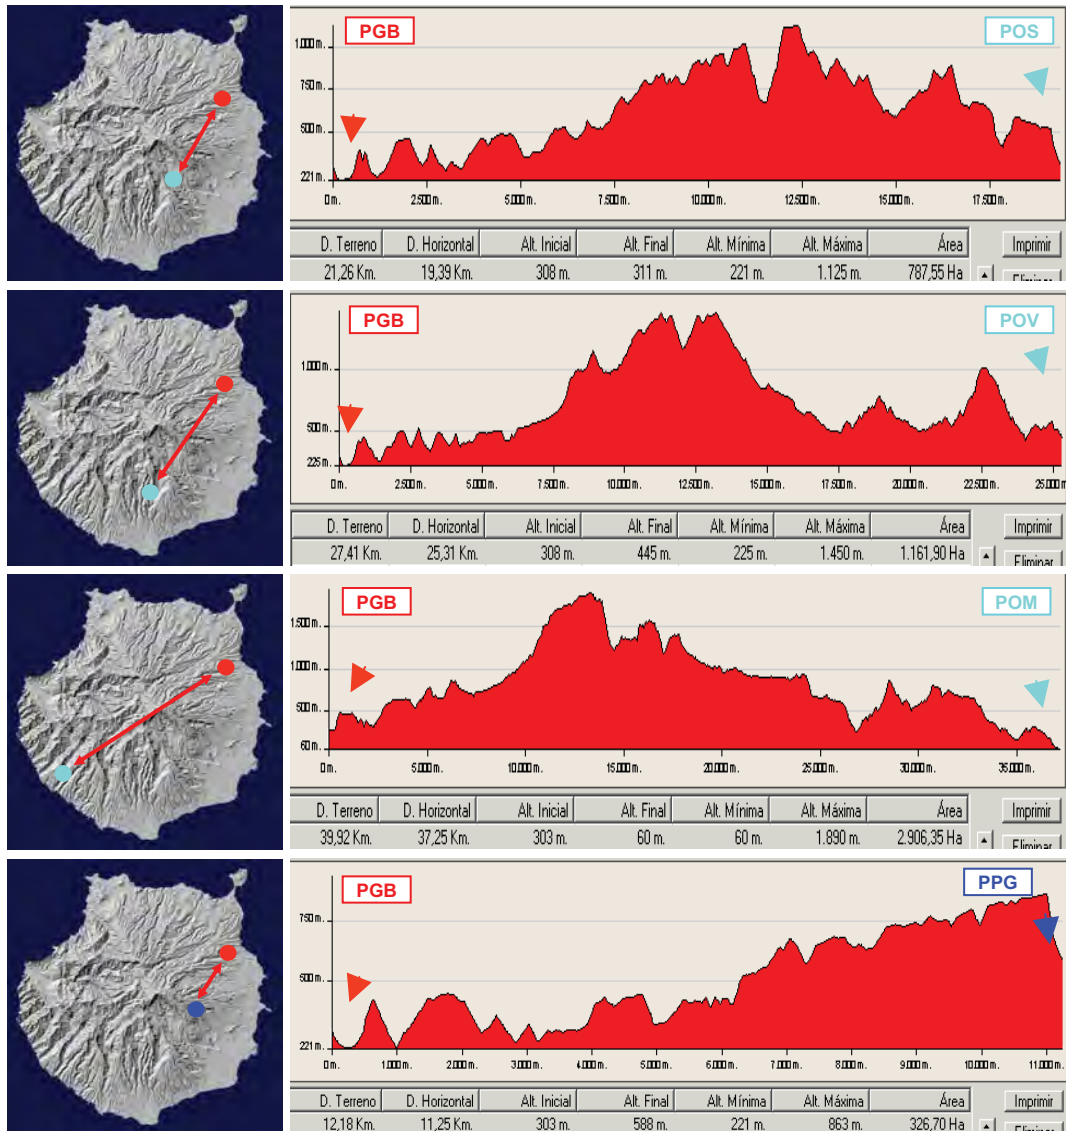 PGB POS
1.000 m.
750 m.
500 m.
221 m.
0 m. 2.500 m. 5.000 m. 7.500 m. 10.000 m. 12.500 m. 15.000 m. 17.500 m.
D. Terreno D. Horizontal Alt. Inicial Alt. Final Alt. Mínima Alt. Máxima Área Imprimir
21,26 Km. 19,39 Km. 308 m. 311 m. 221 m. 1.125 m. 787,55 Ha Eliminar
PGB POV
1.000 m.
500 m.
225 m.
0 m. 2.500 m. 5.000 m. 7.500 m. 10.000 m. 12.500 m. 15.000 m. 17.500 m. 20.000 m. 22.500 m. 25.000 m
D. Terreno D. Horizontal Alt. Inicial Alt. Final Alt. Mínima Alt. Máxima Área Imprimir
27,41 Km. 25,31 Km. 308 m. 445 m. 225 m. 1.450 m. 1.161,90 Ha Eliminar
PGB POM
1.500 m.
1.000 m.
500 m.
60 m.
0 m. 5.000 m. 10.000 m. 15.000 m. 20.000 m. 25.000 m. 30.000 m. 35.000 m.
D. Terreno D. Horizontal Alt. Inicial Alt. Final Alt. Mínima Alt. Máxima Área Imprimir
39,92 Km. 37,25 Km. 303 m. 60 m. 60 m. 1.890 m. 2.906,35 Ha Eliminar
PGB PPG
750 m.
500 m.
221 m.
0 m. 1.000 m. 2.000 m. 3.000 m. 4.000 m. 5.000 m. 6.000 m. 7.000 m. 8.000 m. 9.000 m. 10.000 m. 11.000 m.
D. Terreno D. Horizontal Alt. Inicial Alt. Final Alt. Mínima Alt. Máxima Área Imprimir
12,18 Km. 11,25 Km. 303 m. 588 m. 221 m. 863 m. 326,70 Ha Eliminar